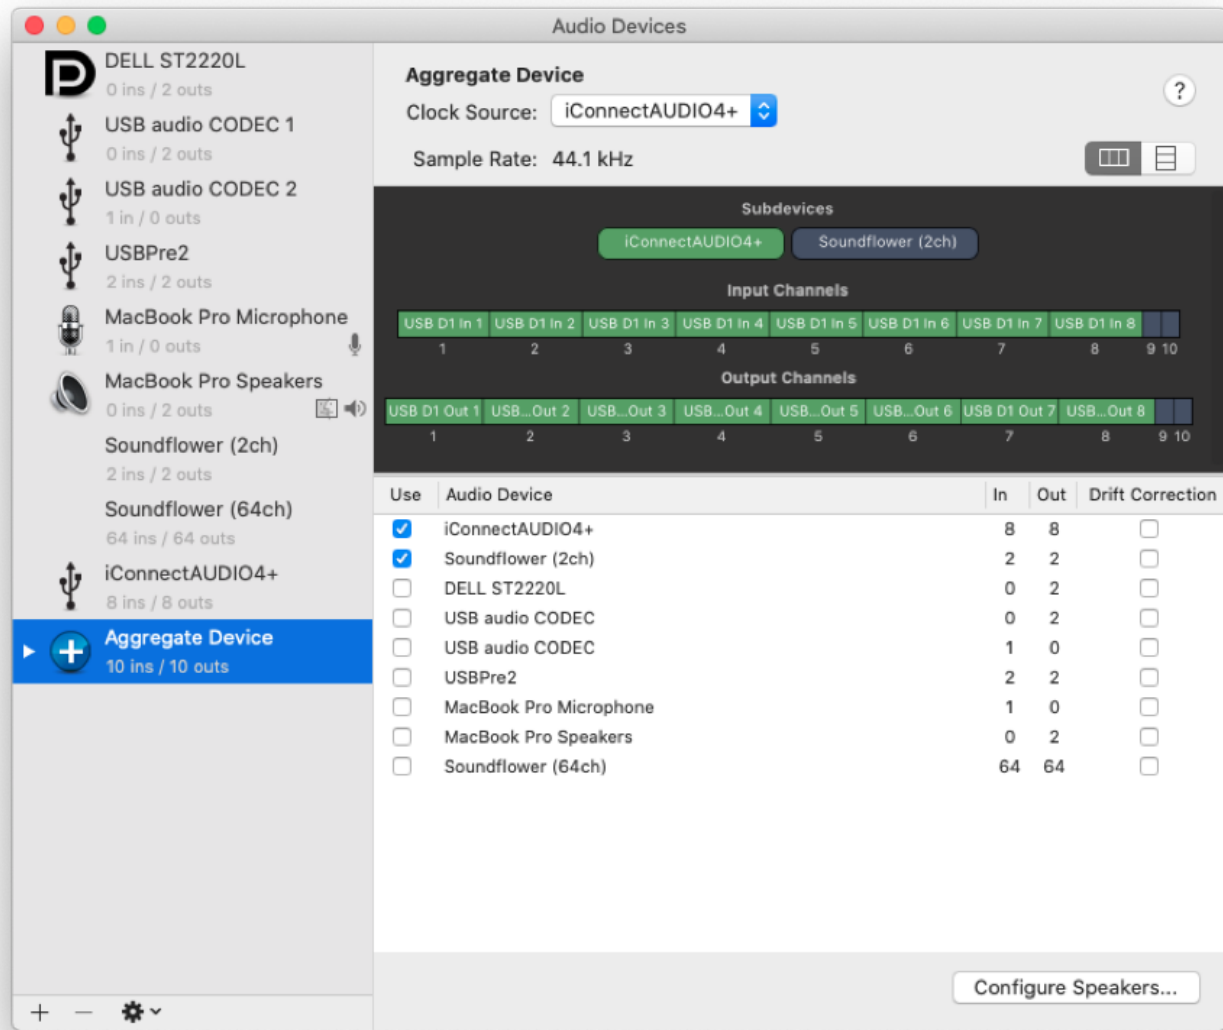 Audio Devices
DELL ST2220L
0 ins / 2 outs
USB audio CODEC 1
0 ins / 2 outs
USB audio CODEC 2
1 in / 0 outs
USBPre2
2 ins / 2 outs
MacBook Pro Microphone
1 in / 0 outs
MacBook Pro Speakers
0 ins / 2 outs
Soundflower (2ch)
2 ins / 2 outs
Soundflower (64ch)
64 ins / 64 outs
iConnectAUDIO4+
8 ins / 8 outs
Aggregate Device
10 ins / 10 outs
Aggregate Device
?
Clock Source: iConnectAUDIO4+
Sample Rate: 44.1 kHz
Subdevices
iConnectAUDIO4+ Soundflower (2ch)
Input Channels
USB D1 In 1 USB D1 In 2 USB D1 In 3 USB D1 In 4 USB D1 In 5 USB D1 In 6 USB D1 In 7 USB D1 In 8
1 2 3 4 5 6 7 8 9 10
Output Channels
USB D1 Out 1 USB...Out 2 USB...Out 3 USB...Out 4 USB...Out 5 USB...Out 6 USB D1 Out 7 USB...Out 8
1 2 3 4 5 6 7 8 9 10
Use Audio Device In Out Drift Correction
iConnectAUDIO4+ 8 8
Soundflower (2ch) 2 2
DELL ST2220L 0 2
USB audio CODEC 0 2
USB audio CODEC 1 0
USBPre2 2 2
MacBook Pro Microphone 1 0
MacBook Pro Speakers 0 2
Soundflower (64ch) 64 64
Configure Speakers...